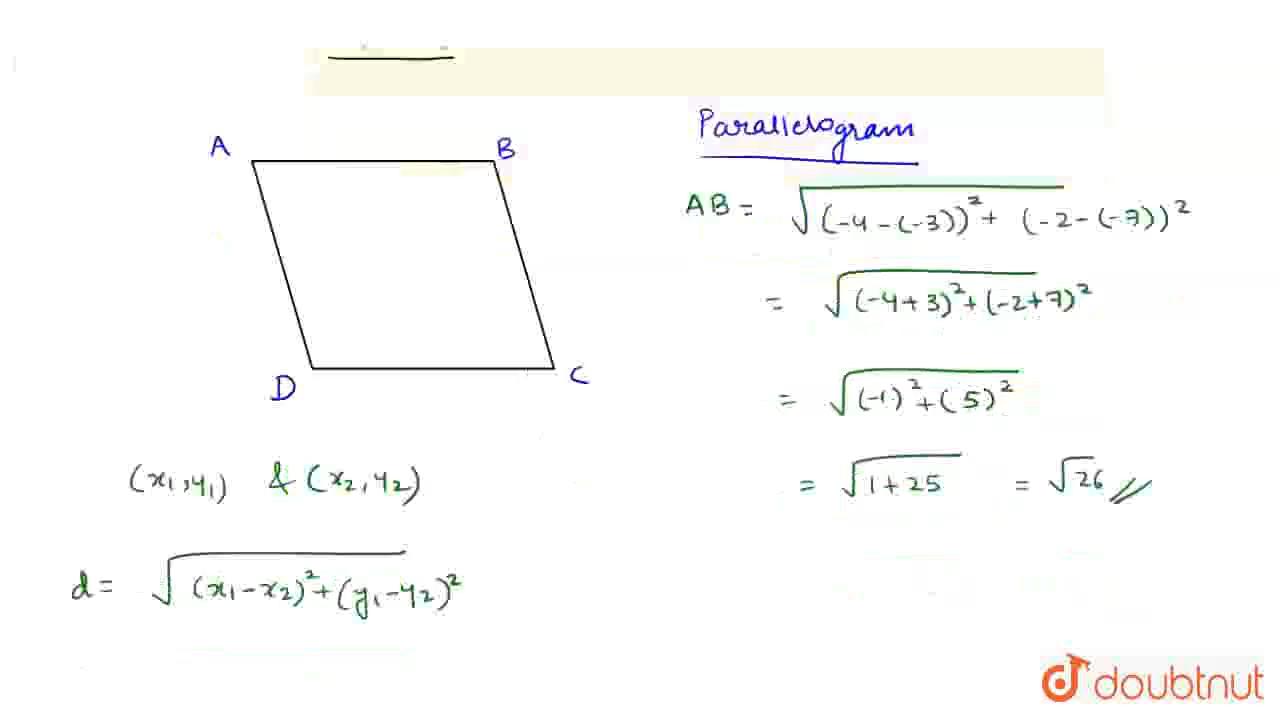 Parallelogram
A B
AB = √(-4-(-3))² + (-2-(-7))²
= √(-4+3)²+(-2+7)²
D C
= √(-1)²+(5)²
(x₁,y₁) & (x₂,y₂)
= √1+25 = √26
d = √(x₁-x₂)²+(y₁-y₂)²
doubtnut